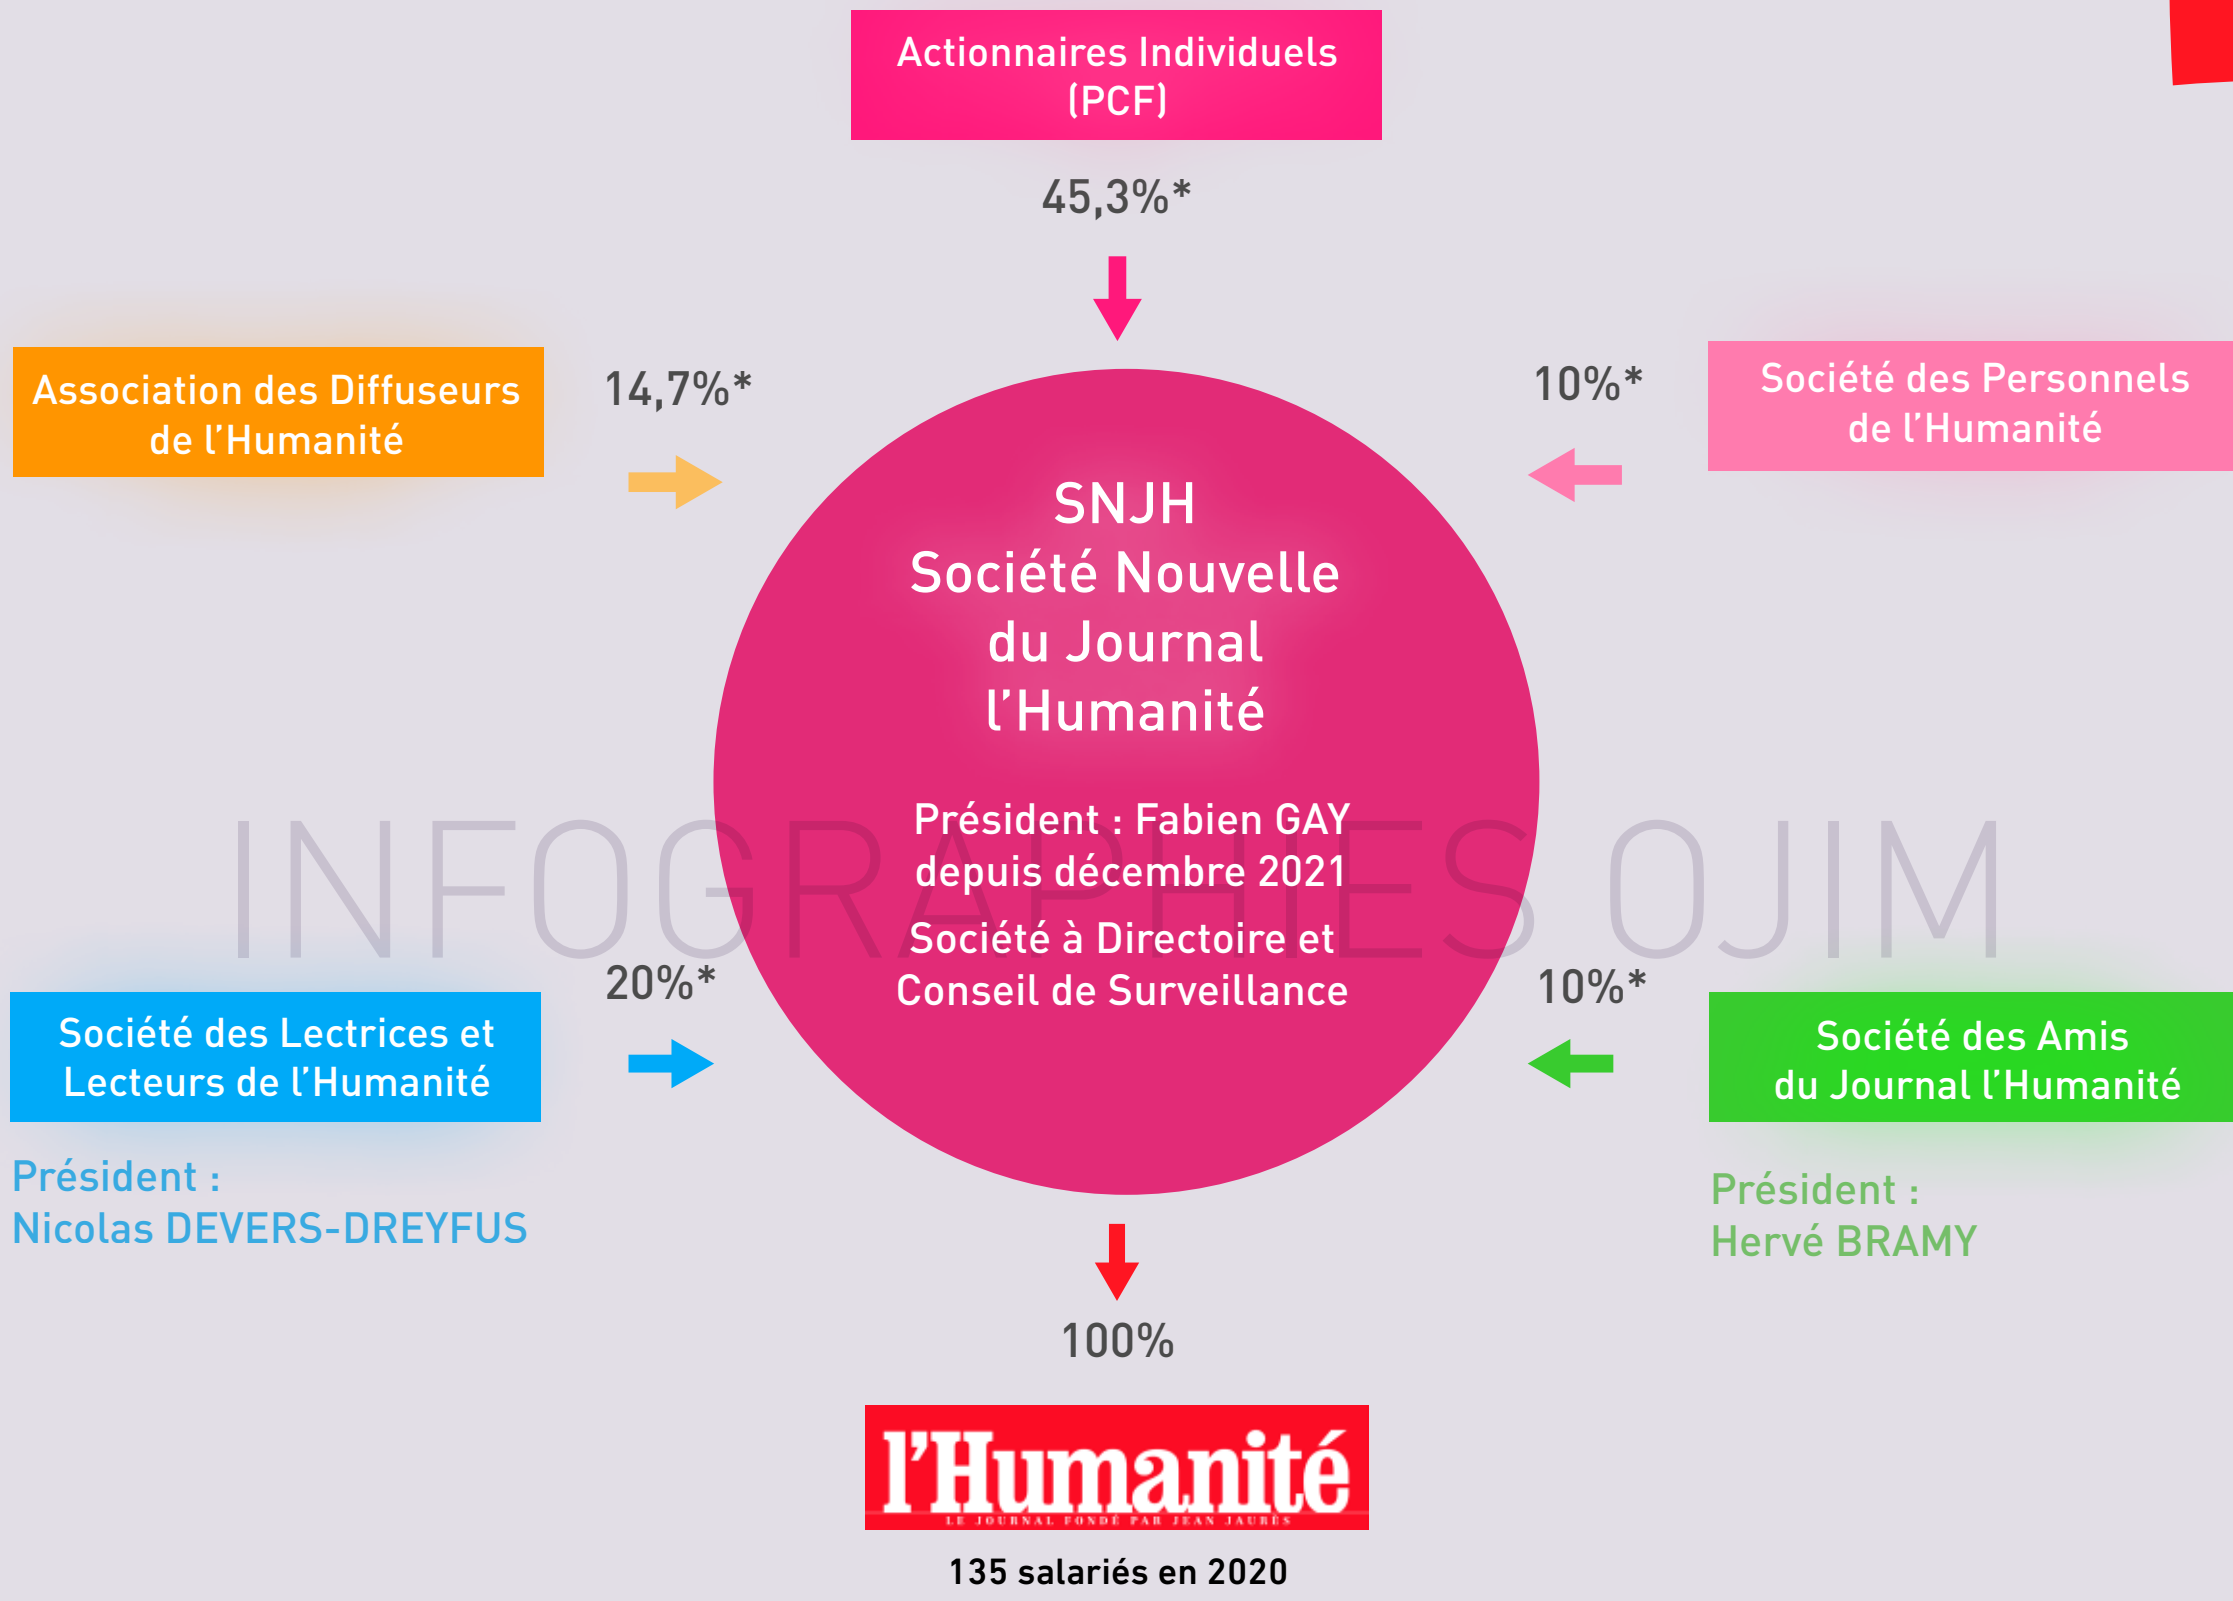 Actionnaires Individuels
(PCF)
45,3%*
Association des Diffuseurs
de l’Humanité
14,7%*
10%*
Société des Personnels
de l’Humanité
SNJH
Société Nouvelle
du Journal
l’Humanité
Président : Fabien GAY
depuis décembre 2021
Société à Directoire et
Conseil de Surveillance
INFOGRAPHIES OJIM
20%*
Société des Lectrices et
Lecteurs de l’Humanité
Président :
Nicolas DEVERS-DREYFUS
10%*
Société des Amis
du Journal l’Humanité
Président :
Hervé BRAMY
100%
l’Humanité
LE JOURNAL FONDÉ PAR JEAN JAURÈS
135 salariés en 2020